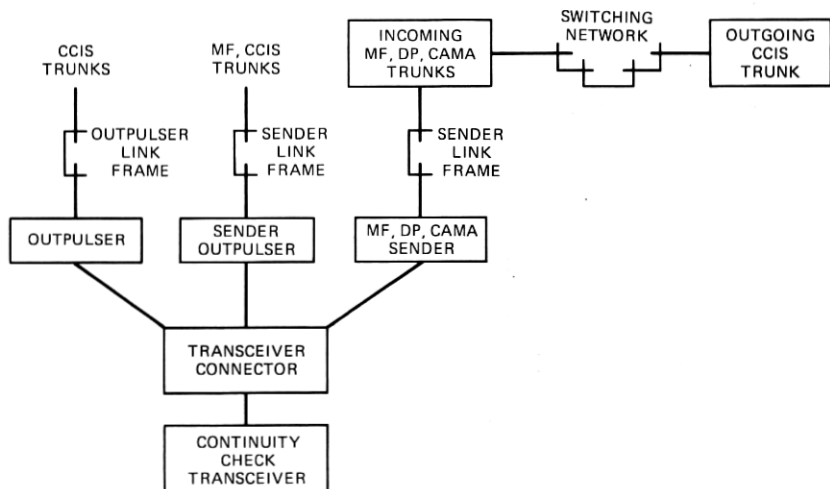 CCIS
TRUNKS
MF, CCIS
TRUNKS
INCOMING
MF, DP, CAMA
TRUNKS
SWITCHING
NETWORK
OUTGOING
CCIS
TRUNK
OUTPULSER
LINK
FRAME
SENDER
LINK
FRAME
SENDER
LINK
FRAME
OUTPULSER
SENDER
OUTPULSER
MF, DP, CAMA
SENDER
TRANSCEIVER
CONNECTOR
CONTINUITY
CHECK
TRANSCEIVER